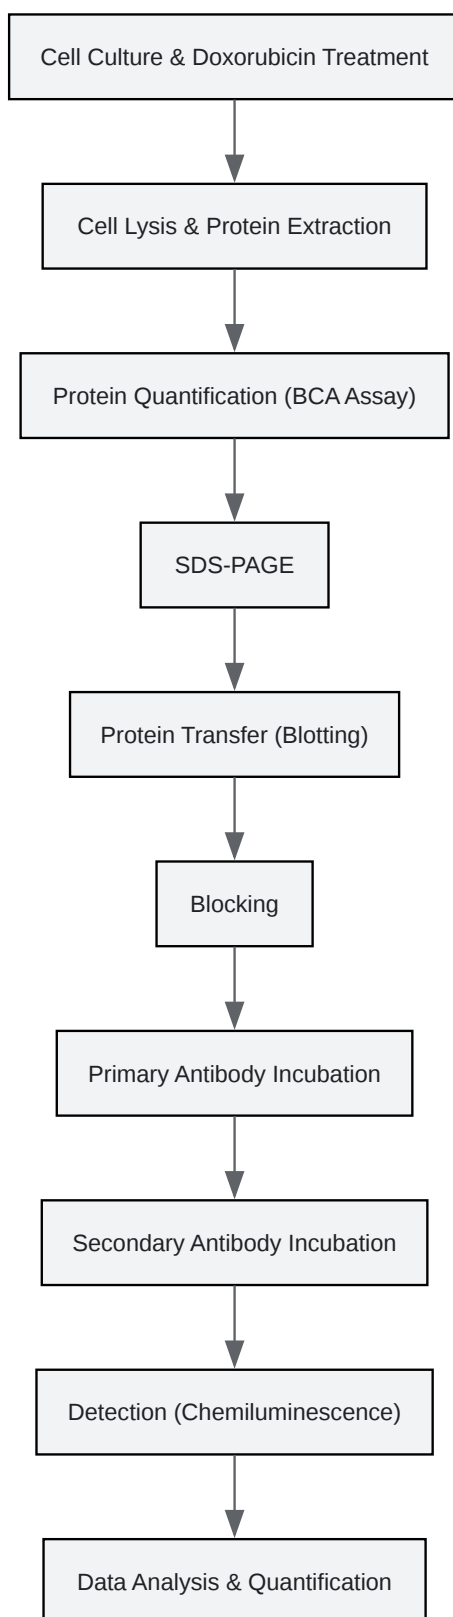 Cell Culture & Doxorubicin Treatment
Cell Lysis & Protein Extraction
Protein Quantification (BCA Assay)
SDS-PAGE
Protein Transfer (Blotting)
Blocking
Primary Antibody Incubation
Secondary Antibody Incubation
Detection (Chemiluminescence)
Data Analysis & Quantification